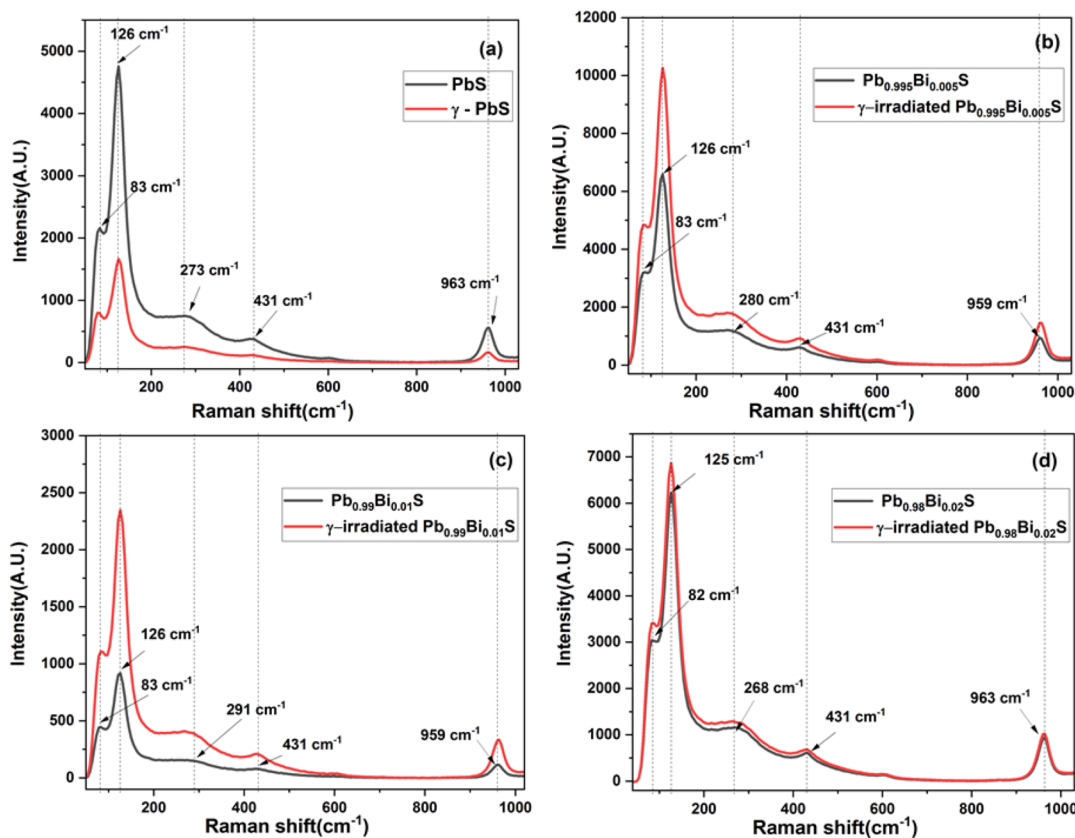 (a)
126 cm⁻¹
PbS
γ - PbS
83 cm⁻¹
273 cm⁻¹
431 cm⁻¹
963 cm⁻¹
5000
4000
3000
2000
1000
0
200 400 600 800 1000
Raman shift(cm⁻¹)
Intensity(A.U.)
(b)
Pb₀.₉₉₅Bi₀.₀₀₅S
γ–irradiated Pb₀.₉₉₅Bi₀.₀₀₅S
126 cm⁻¹
83 cm⁻¹
280 cm⁻¹
431 cm⁻¹
959 cm⁻¹
12000
10000
8000
6000
4000
2000
0
200 400 600 800 1000
Raman shift(cm⁻¹)
Intensity(A.U.)
(c)
Pb₀.₉₉Bi₀.₀₁S
γ–irradiated Pb₀.₉₉Bi₀.₀₁S
126 cm⁻¹
83 cm⁻¹
291 cm⁻¹
431 cm⁻¹
959 cm⁻¹
3000
2500
2000
1500
1000
500
0
200 400 600 800 1000
Raman shift(cm⁻¹)
Intensity(A.U.)
(d)
125 cm⁻¹
Pb₀.₉₈Bi₀.₀₂S
γ–irradiated Pb₀.₉₈Bi₀.₀₂S
82 cm⁻¹
268 cm⁻¹
431 cm⁻¹
963 cm⁻¹
7000
6000
5000
4000
3000
2000
1000
0
200 400 600 800 1000
Raman shift(cm⁻¹)
Intensity(A.U.)